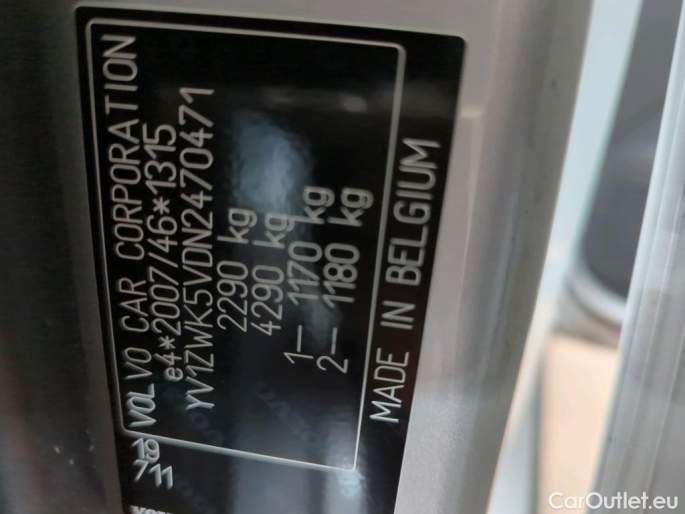 VOLVO CAR CORPORATION
e4*2007/46*1315
YV1ZWK5VDN2470471
2290 kg
4290 kg
1— 1170 kg
2— 1180 kg
MADE IN BELGIUM
CarOutlet.eu